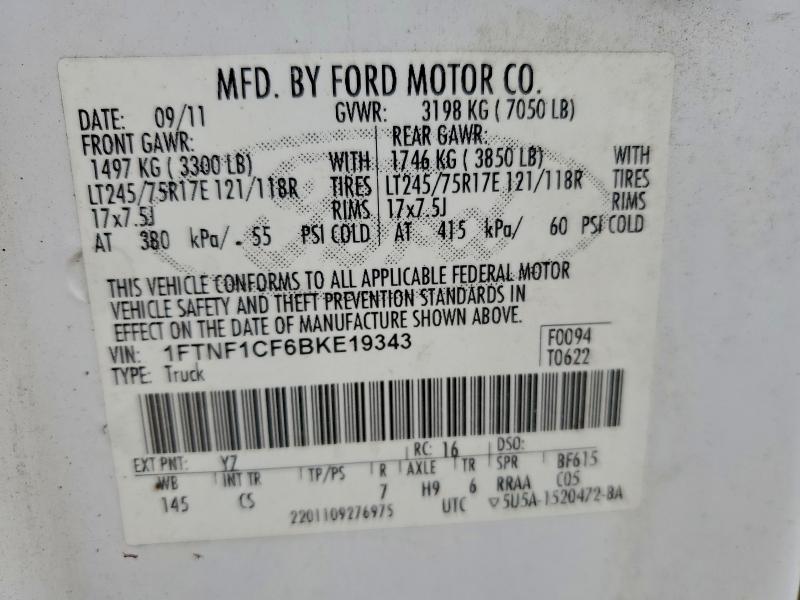 MFD. BY FORD MOTOR CO.
DATE: 09/11 GVWR: 3198 KG ( 7050 LB)
FRONT GAWR: REAR GAWR:
1497 KG ( 3300 LB) WITH 1746 KG ( 3850 LB) WITH
LT245/75R17E 121/118R TIRES LT245/75R17E 121/118R TIRES
17x7.5J RIMS 17x7.5J RIMS
AT 380 kPa/ 55 PSI COLD AT 415 kPa/ 60 PSI COLD
THIS VEHICLE CONFORMS TO ALL APPLICABLE FEDERAL MOTOR
VEHICLE SAFETY AND THEFT PREVENTION STANDARDS IN
EFFECT ON THE DATE OF MANUFACTURE SHOWN ABOVE.
VIN: 1FTNF1CF6BKE19343 F0094
TYPE: Truck T0622
EXT PNT: YZ RC: 16 DSO:
WB INT TR TP/PS R AXLE TR SPR BF615
145 CS 7 H9 6 RRAA C05
2201109276975 UTC ▽5U5A-1520472-BA